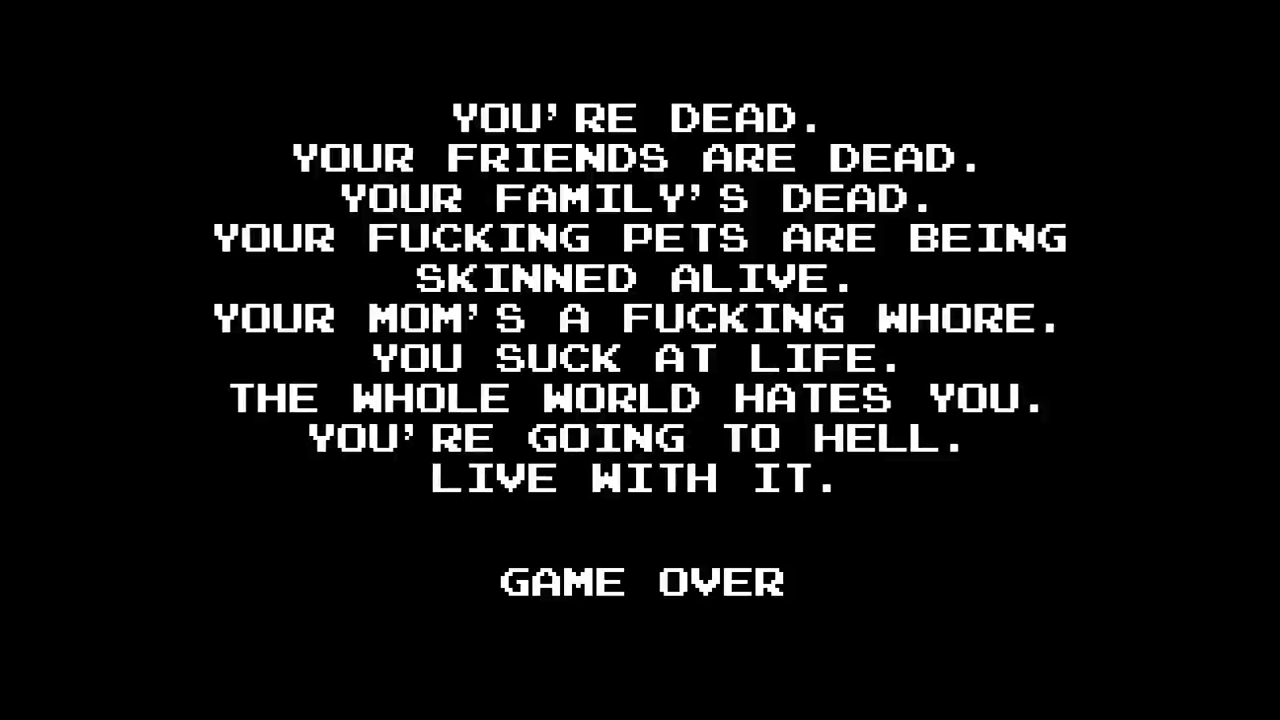 YOU'RE DEAD.
YOUR FRIENDS ARE DEAD.
YOUR FAMILY'S DEAD.
YOUR FUCKING PETS ARE BEING
SKINNED ALIVE.
YOUR MOM'S A FUCKING WHORE.
YOU SUCK AT LIFE.
THE WHOLE WORLD HATES YOU.
YOU'RE GOING TO HELL.
LIVE WITH IT.
GAME OVER